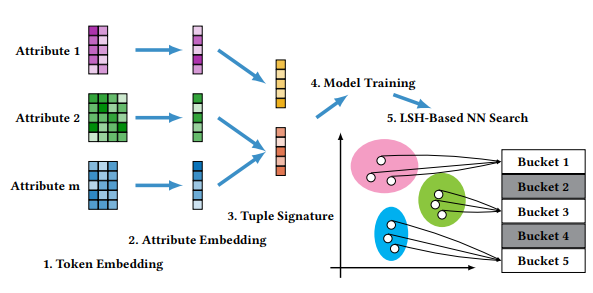 Attribute 1
Attribute 2
Attribute m
1. Token Embedding
2. Attribute Embedding
3. Tuple Signature
4. Model Training
5. LSH-Based NN Search
Bucket 1
Bucket 2
Bucket 3
Bucket 4
Bucket 5